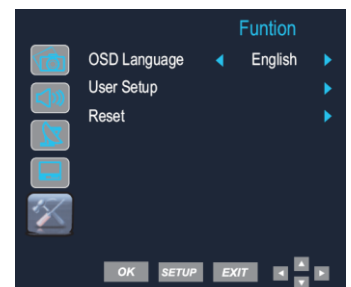 Funtion
OSD Language English
User Setup
Reset
OK SETUP EXIT